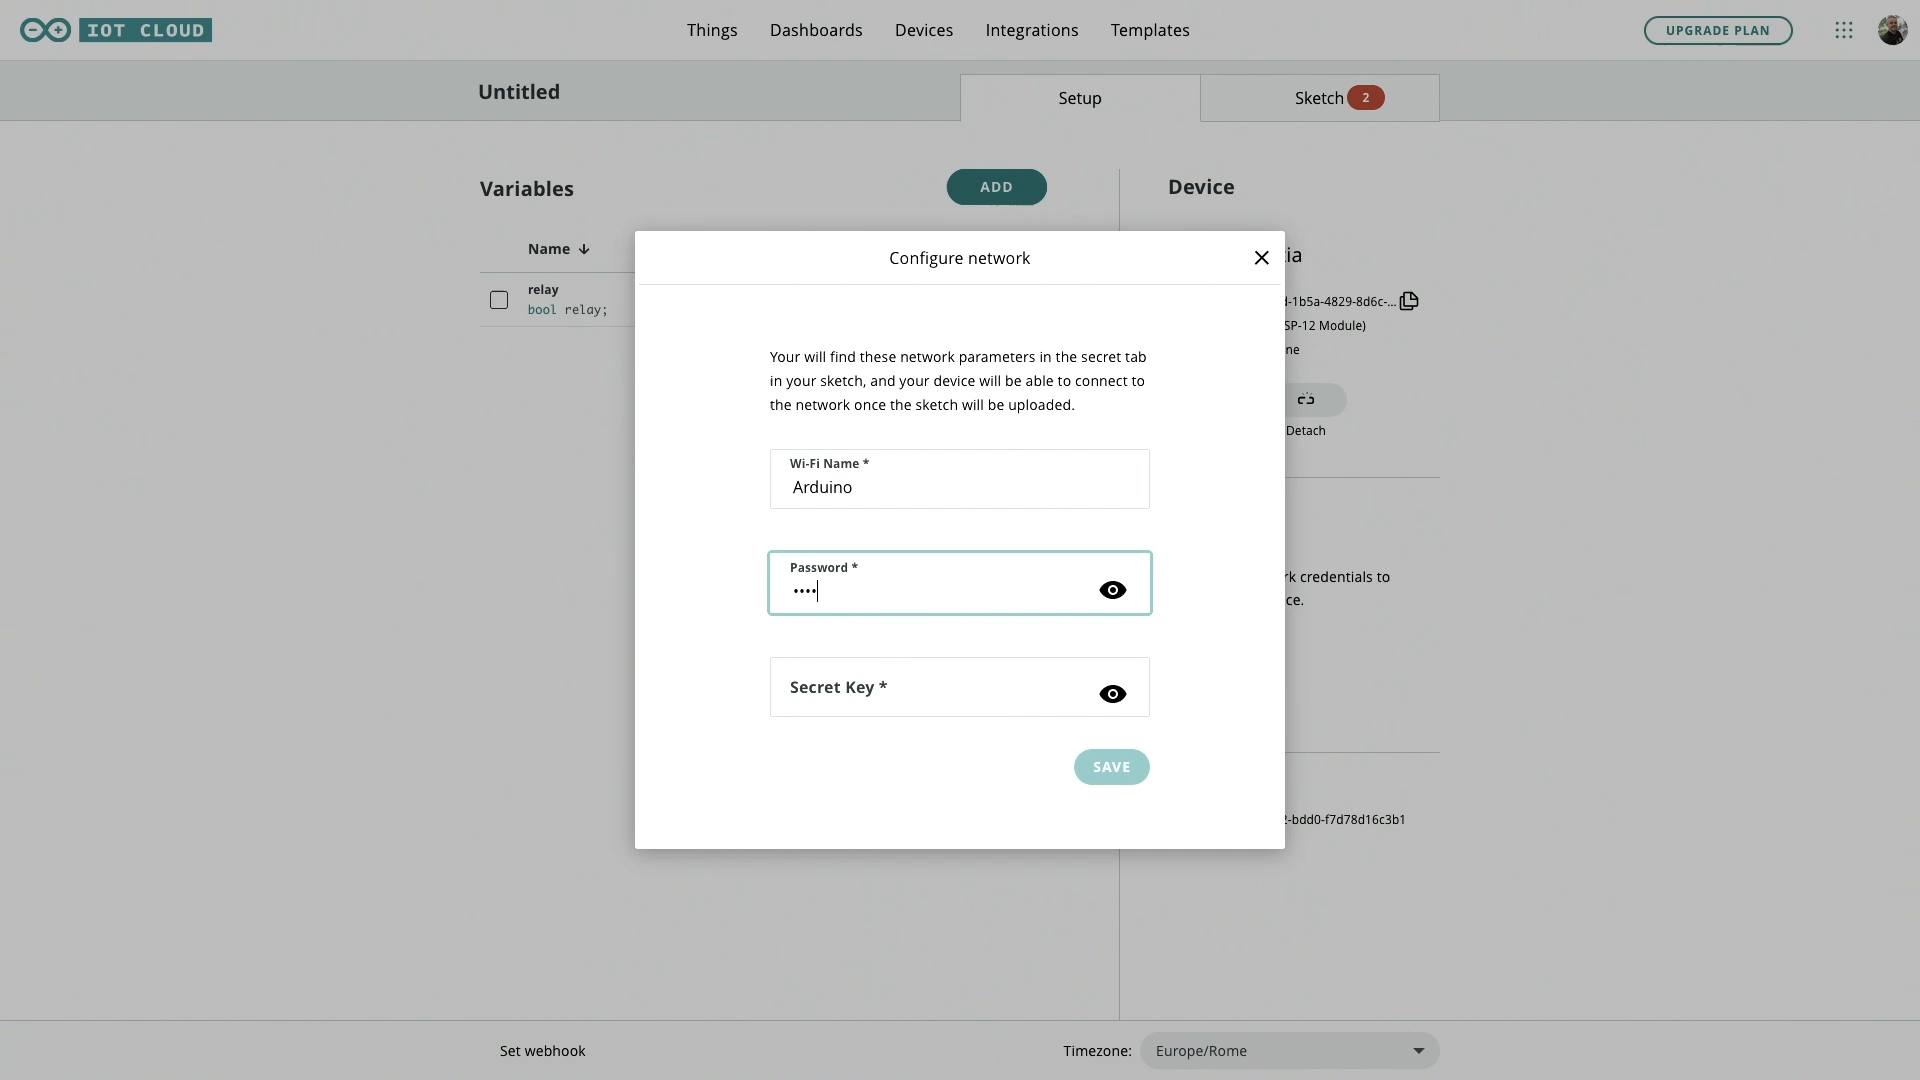 IOT CLOUD
Things
Dashboards
Devices
Integrations
Templates
UPGRADE PLAN
Untitled
Setup
Sketch
2
Variables
ADD
Device
Name
relay
bool relay;
Configure network
Your will find these network parameters in the secret tab
in your sketch, and your device will be able to connect to
the network once the sketch will be uploaded.
Wi-Fi Name *
Arduino
Password *
••••
Secret Key *
SAVE
-1b5a-4829-8d6c-...
SP-12 Module)
Detach
credentials to
-bdd0-f7d78d16c3b1
Set webhook
Timezone:
Europe/Rome